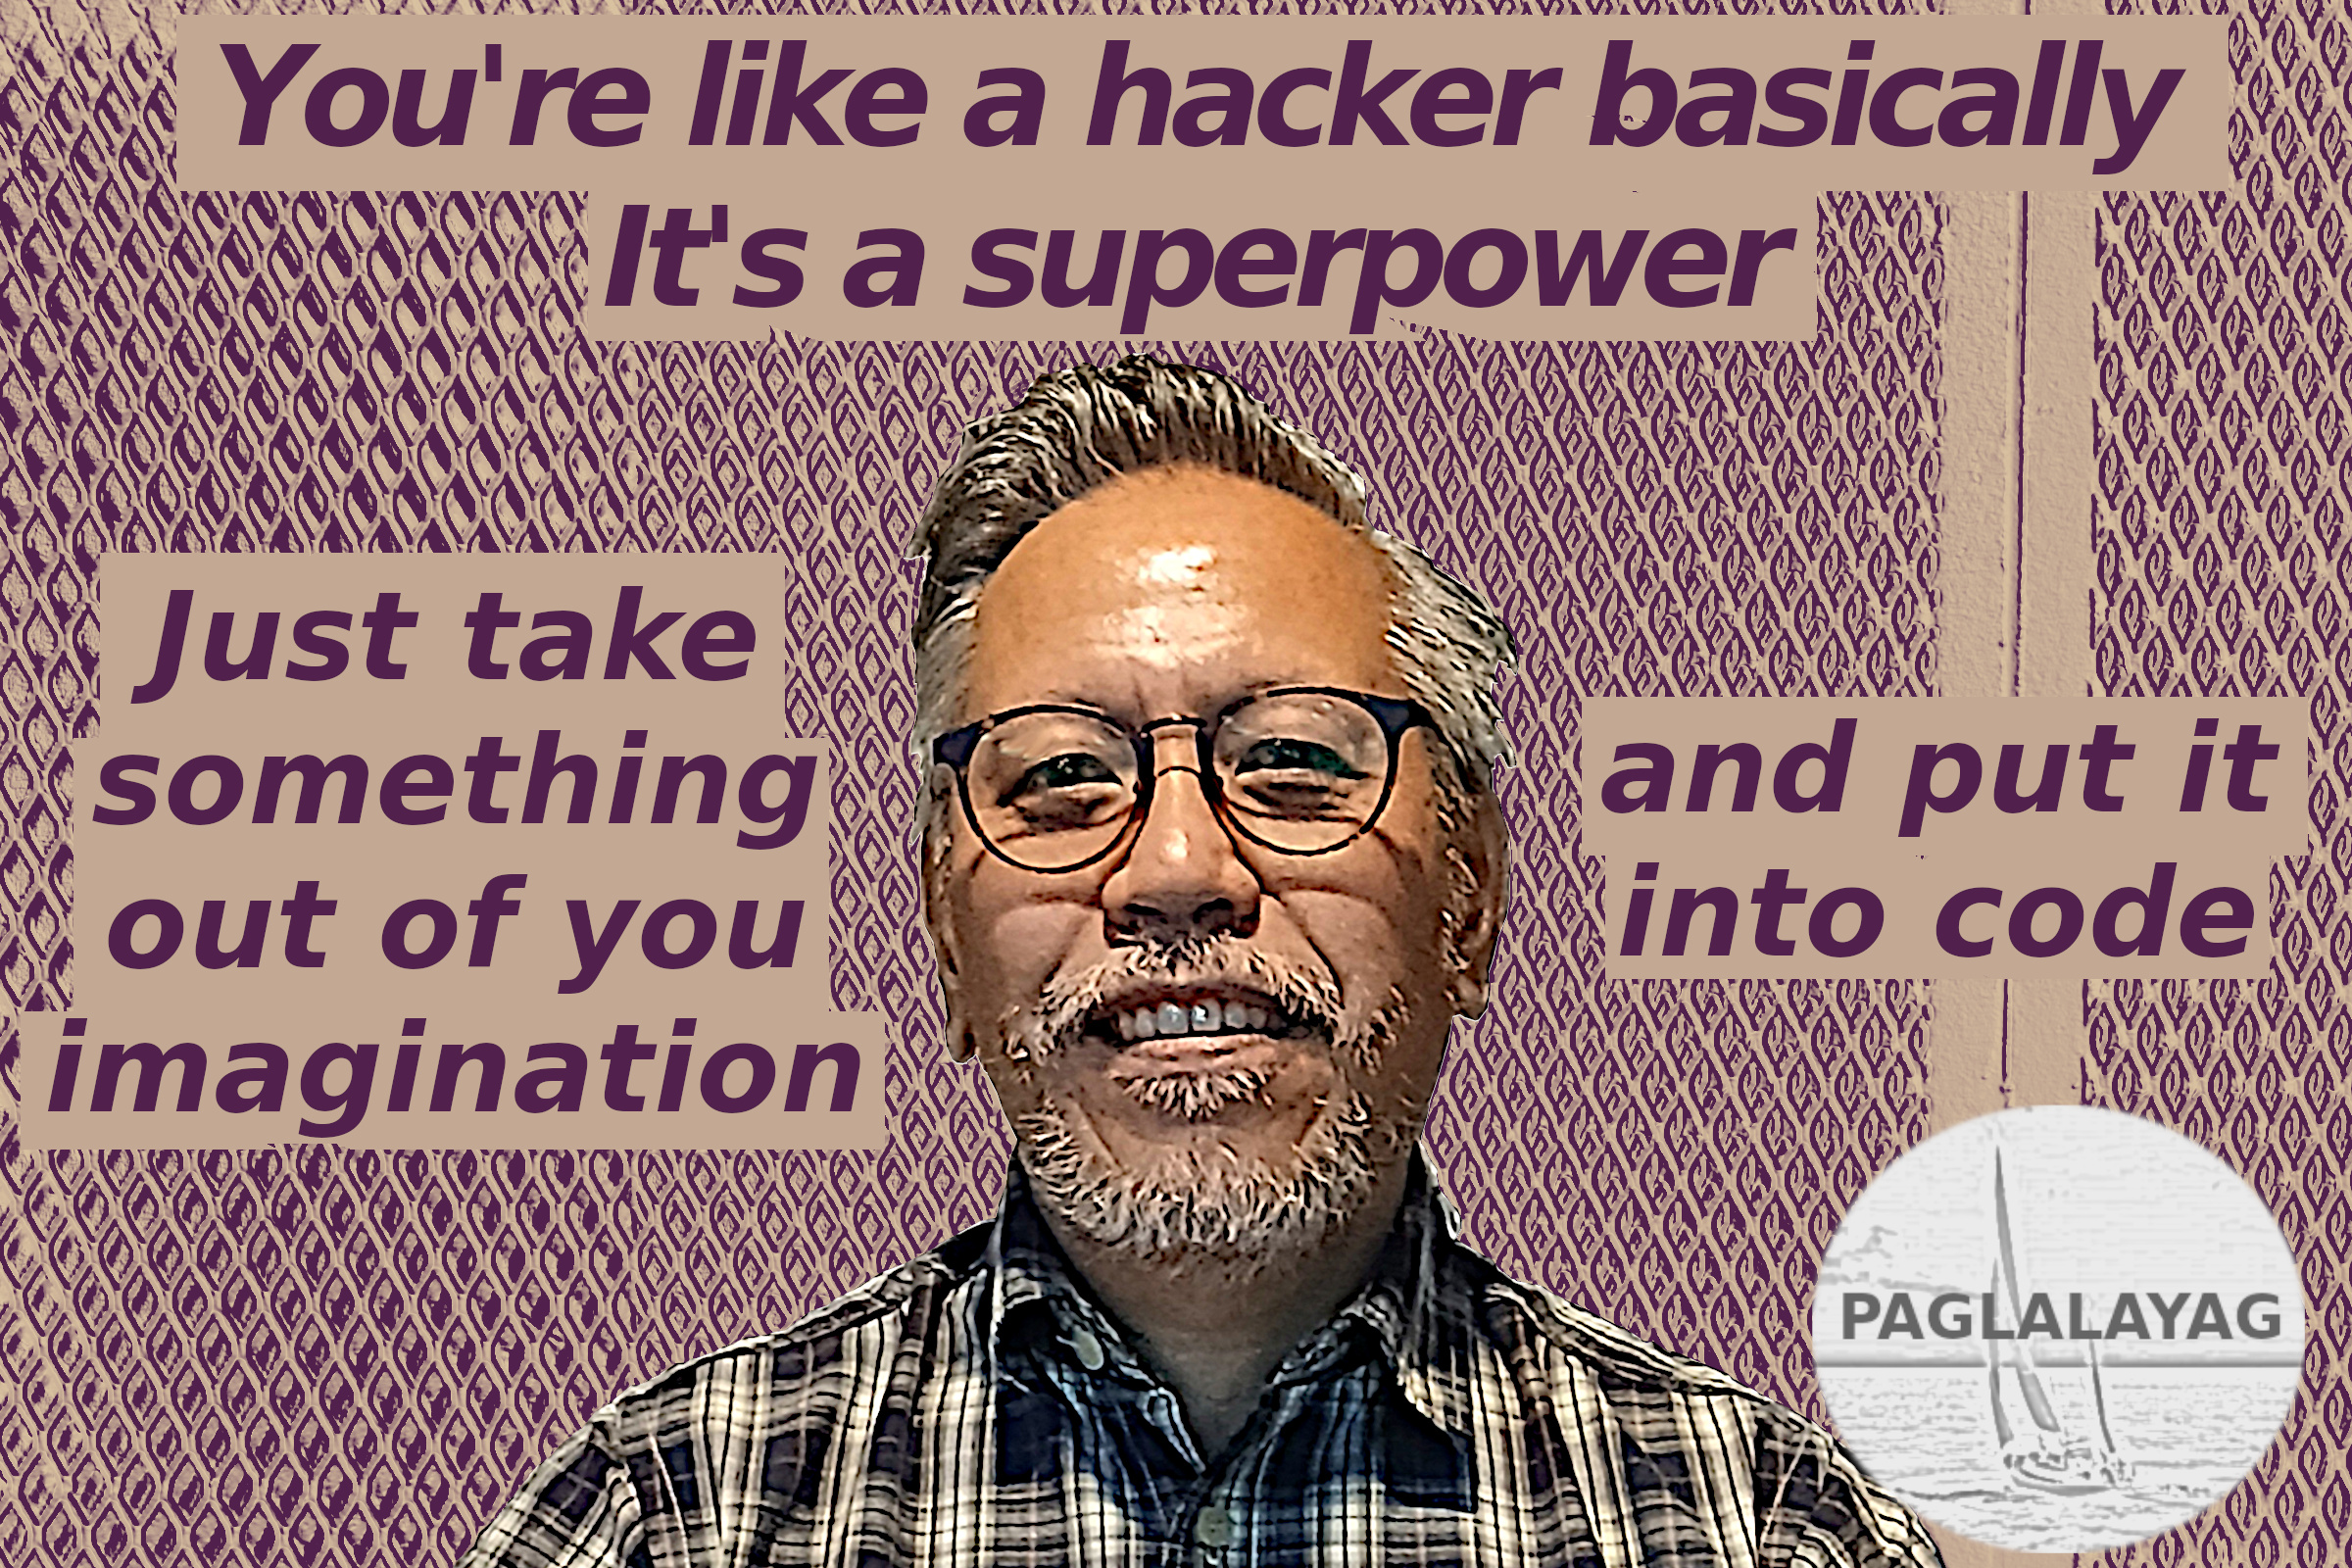 You're like a hacker basically
It's a superpower
Just take
something
out of you
imagination
and put it
into code
PAGLALAYAG